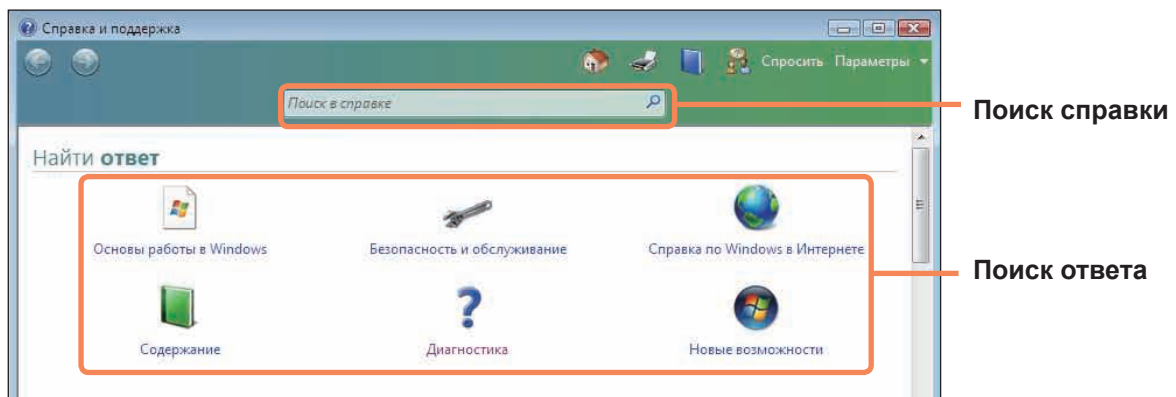 Справка и поддержка
Спросить Параметры
Поиск в справке
Поиск справки
Найти ответ
Основы работы в Windows
Безопасность и обслуживание
Справка по Windows в Интернете
Поиск ответа
Содержание
Диагностика
Новые возможности